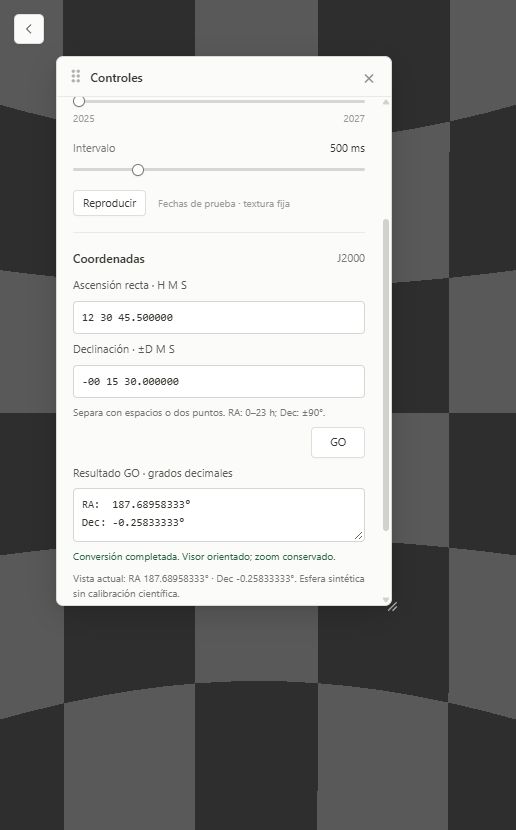 Controles
2025 2027
Intervalo 500 ms
Reproducir Fechas de prueba · textura fija
Coordenadas J2000
Ascensión recta · H M S
12 30 45.500000
Declinación · ±D M S
-00 15 30.000000
Separa con espacios o dos puntos. RA: 0–23 h; Dec: ±90°.
GO
Resultado GO · grados decimales
RA: 187.68958333°
Dec: -0.25833333°
Conversión completada. Visor orientado; zoom conservado.
Vista actual: RA 187.68958333° · Dec -0.25833333°. Esfera sintética
sin calibración científica.